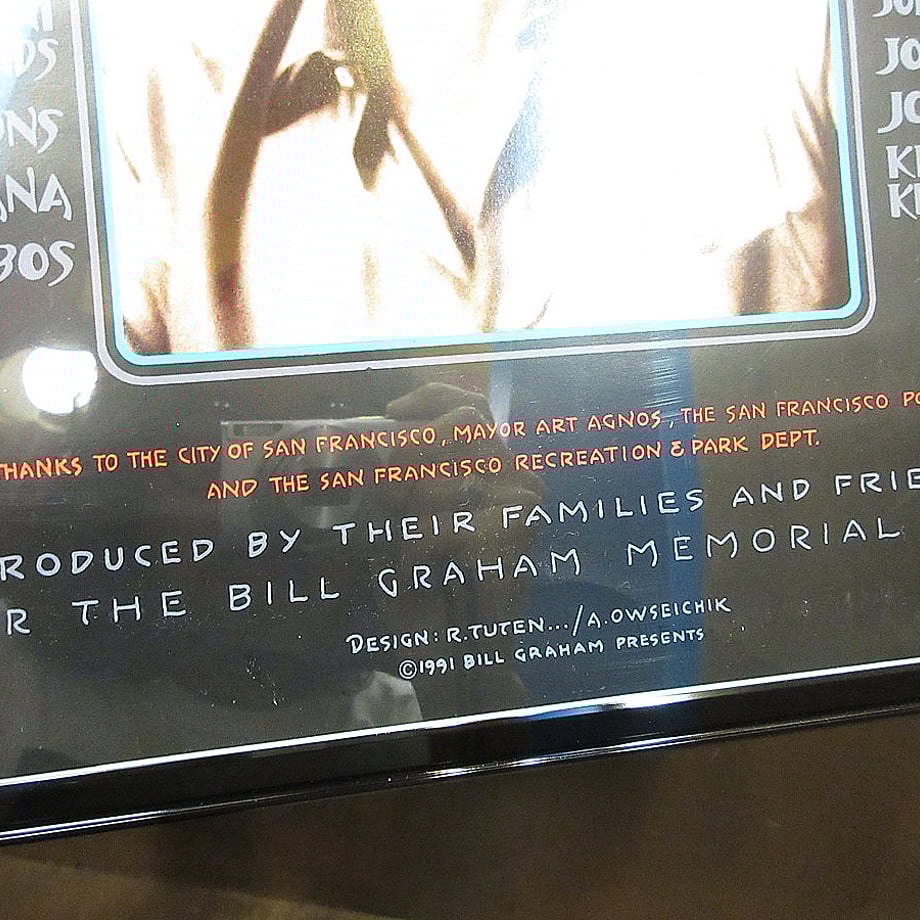 THANKS TO THE CITY OF SAN FRANCISCO, MAYOR ART AGNOS, THE SAN FRANCISCO
AND THE SAN FRANCISCO RECREATION & PARK DEPT.
RODUCED BY THEIR FAMILIES AND FRIE
R THE BILL GRAHAM MEMORIAL
DESIGN: R. TUTEN.../A. OWSEICHIK
©1991 BILL GRAHAM PRESENTS